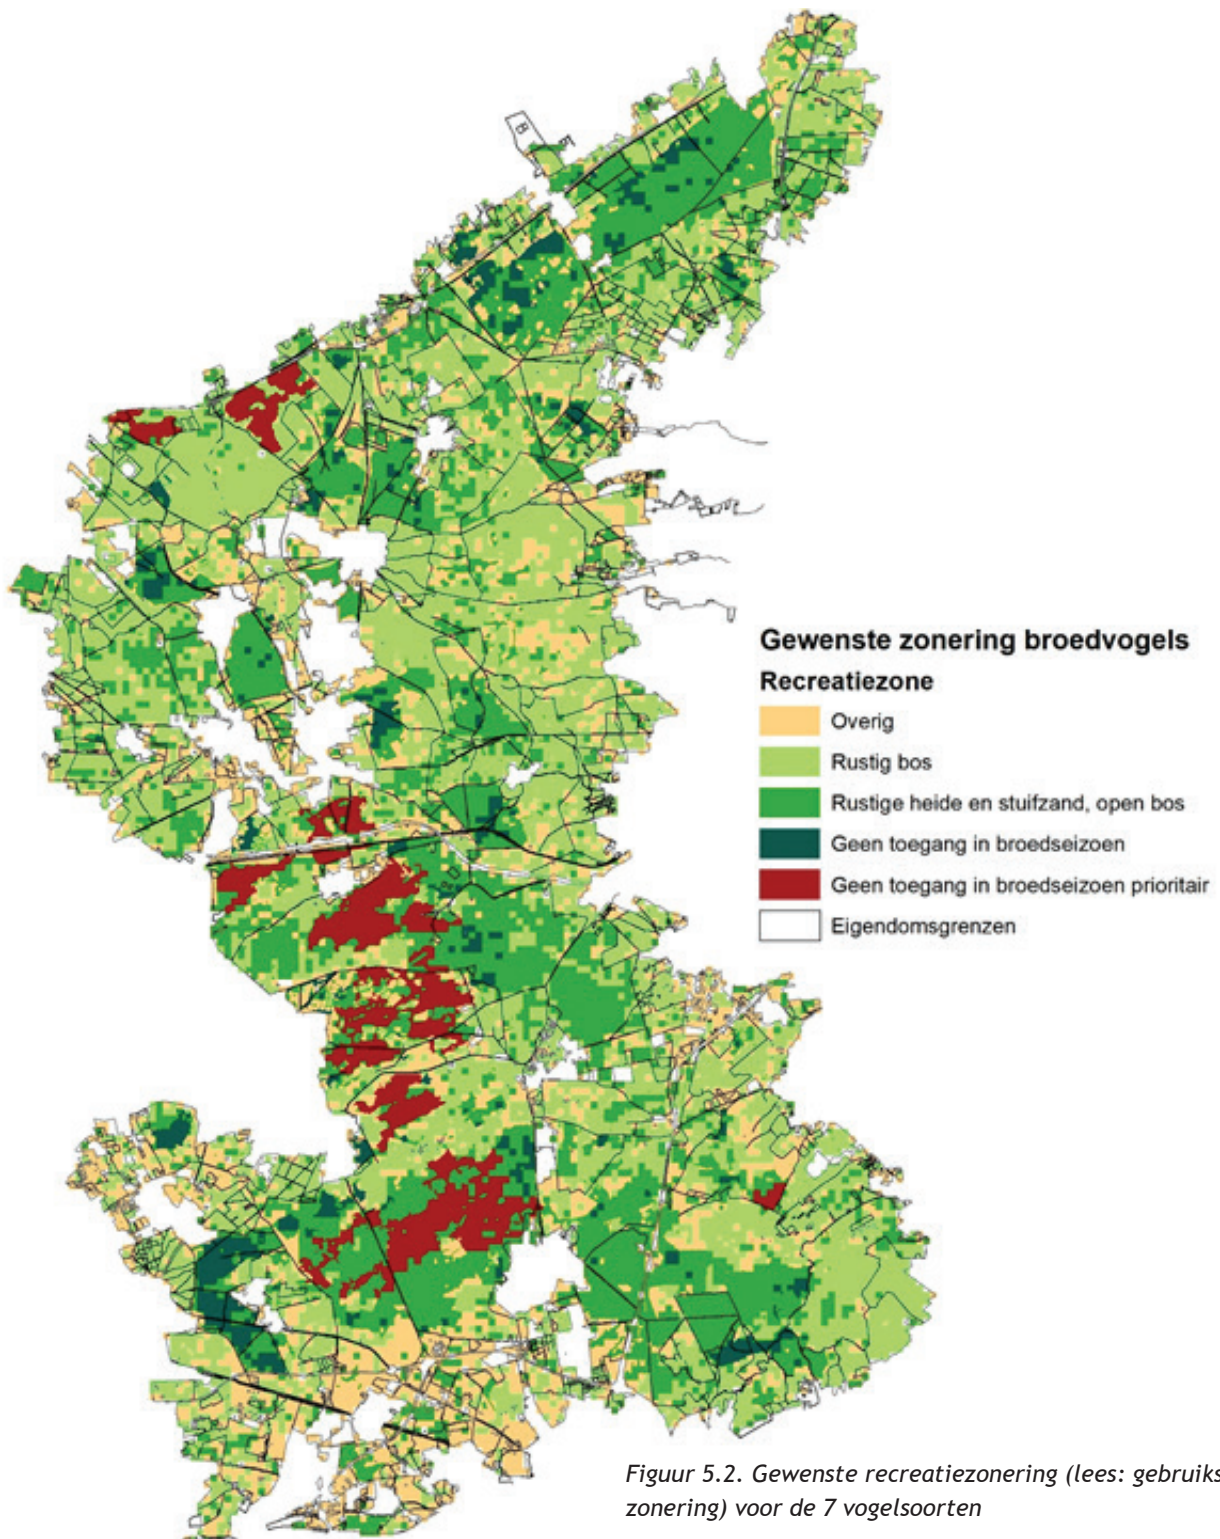 Gewenste zonering broedvogels
Recreatiezone
Overig
Rustig bos
Rustige heide en stuifzand, open bos
Geen toegang in broedseizoen
Geen toegang in broedseizoen prioritair
Eigendomsgrenzen
Figuur 5.2. Gewenste recreatiezonering (lees: gebruiks
zonering) voor de 7 vogelsoorten